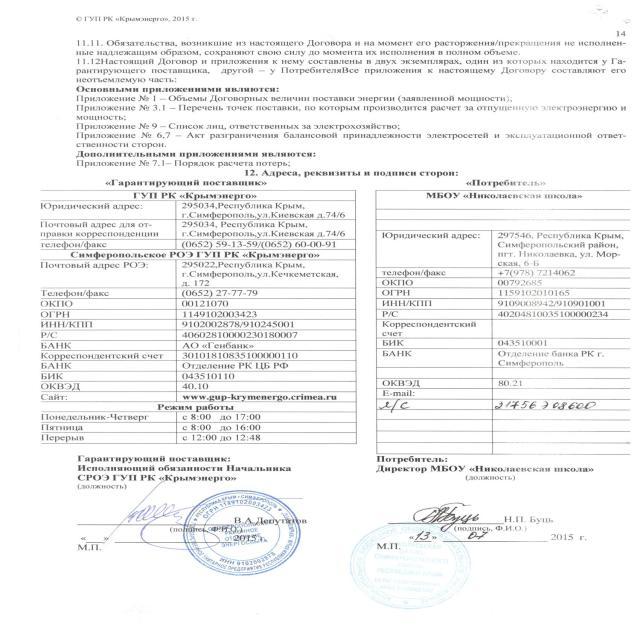 © ГУП РК «Крымэнерго», 2015 г.
14
11.11. Обязательства, возникшие из настоящего Договора и на момент его расторжения/прекращения не исполнен-
ные надлежащим образом, сохраняют свою силу до момента их исполнения в полном объеме.
11.12Настоящий Договор и приложения к нему составлены в двух экземплярах, один из которых находится у Га-
рантирующего поставщика, другой – у ПотребителяВсе приложения к настоящему Договору составляют его
неотъемлемую часть:
Основными приложениями являются:
Приложение № 1 – Объемы Договорных величин поставки энергии (заявленной мощности);
Приложение № 3.1 – Перечень точек поставки, по которым производится расчет за отпущенную электроэнергию и
мощность;
Приложение № 9 – Список лиц, ответственных за электрохозяйство;
Приложение № 6,7 – Акт разграничения балансовой принадлежности электросетей и эксплуатационной ответ-
ственности сторон.
Дополнительными приложениями являются:
Приложение № 7.1– Порядок расчета потерь;
12. Адреса, реквизиты и подписи сторон:
«Гарантирующий поставщик»
ГУП РК «Крымэнерго»
Юридический адрес: 295034,Республика Крым,
г.Симферополь,ул.Киевская д.74/6
Почтовый адрес для от- 295034, Республика Крым,
правки корреспонденции г.Симферополь,ул.Киевская д.74/6
телефон/факс (0652) 59-13-59/(0652) 60-00-91
Симферопольское РОЭ ГУП РК «Крымэнерго»
Почтовый адрес РОЭ: 295022,Республика Крым,
г.Симферополь,ул.Кечкеметская,
д. 172
Телефон/факс (0652) 27-77-79
ОКПО 00121070
ОГРН 1149102003423
ИНН/КПП 9102002878/910245001
Р/С 40602810000230180007
БАНК АО «Генбанк»
Корреспондентский счет 30101810835100000110
БАНК Отделение РК ЦБ РФ
БИК 043510110
ОКВЭД 40.10
Сайт: www.gup-krymenergo.crimea.ru
Режим работы
Понедельник-Четверг с 8:00 до 17:00
Пятница с 8:00 до 16:00
Перерыв с 12:00 до 12:48
«Потребитель»
МБОУ «Николаевская школа»
Юридический адрес: 297546, Республика Крым,
Симферопольский район,
пгт. Николаевка, ул. Мор-
ская, 6-Б
телефон/факс +7(978) 7214062
ОКПО 00792685
ОГРН 1159102010165
ИНН/КПП 9109008942/910901001
Р/С 40204810035100000234
Корреспондентский
счет
БИК 043510001
БАНК Отделение банка РК г.
Симферополь
ОКВЭД 80.21
E-mail:
л/с 21756708600
Гарантирующий поставщик:
Исполняющий обязанности Начальника
СРОЭ ГУП РК «Крымэнерго»
(должность)
В.А.Депутатов
(подпись, Ф.И.О.)
« » 2015 г.
М.П.
Потребитель:
Директор МБОУ «Николаевская школа»
(должность)
Н.П. Буць
(подпись, Ф.И.О.)
«13» 07 2015 г.
М.П.